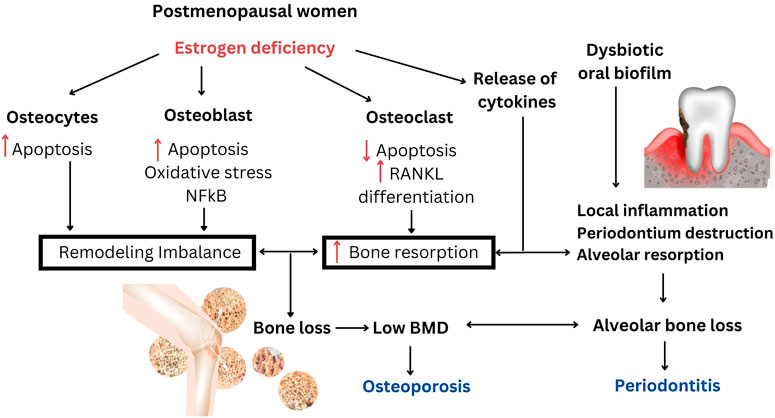 Postmenopausal women
Estrogen deficiency
Dysbiotic
oral biofilm
Release of
cytokines
Osteocytes
Apoptosis
Osteoblast
Apoptosis
Oxidative stress
NFkB
Osteoclast
Apoptosis
RANKL
differentiation
Local inflammation
Periodontium destruction
Alveolar resorption
Remodeling Imbalance
Bone resorption
Bone loss
Low BMD
Alveolar bone loss
Osteoporosis
Periodontitis